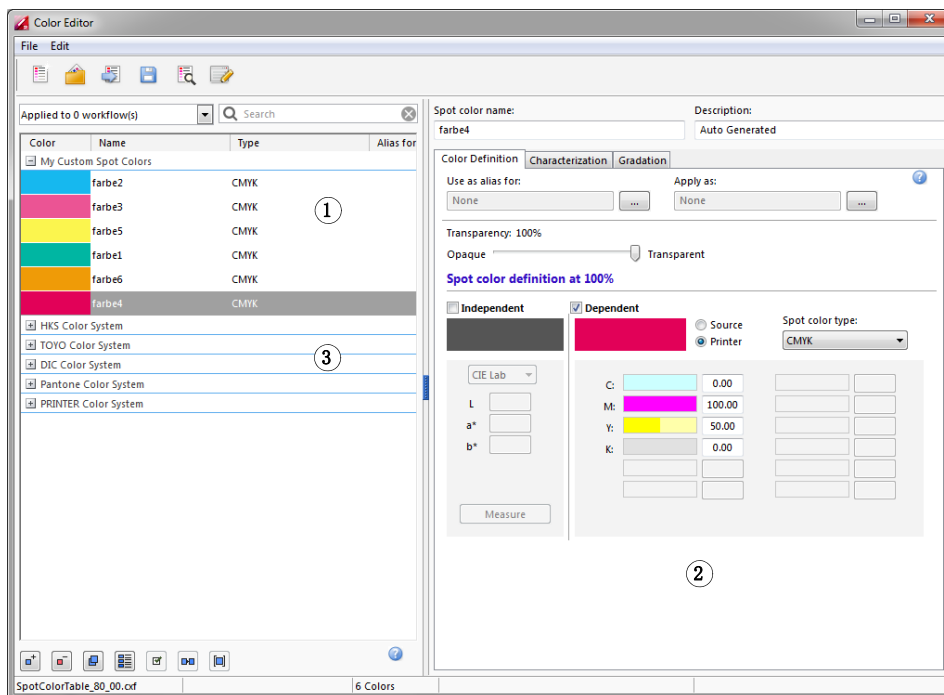 Color Editor
File Edit
Applied to 0 workflow(s)
Search
Color Name Type Alias for
My Custom Spot Colors
farbe2 CMYK
farbe3 CMYK
①
farbe5 CMYK
farbe1 CMYK
farbe6 CMYK
farbe4 CMYK
HKS Color System
TOYO Color System
③
DIC Color System
Pantone Color System
PRINTER Color System
SpotColorTable_80_00.cxf 6 Colors
Spot color name: Description:
farbe4 Auto Generated
Color Definition Characterization Gradation
Use as alias for: Apply as:
None ... None ...
Transparency: 100%
Opaque Transparent
Spot color definition at 100%
Independent Dependent
Source
Printer
Spot color type:
CMYK
CIE Lab
L
a*
b*
Measure
C: 0.00
M: 100.00
Y: 50.00
K: 0.00
②